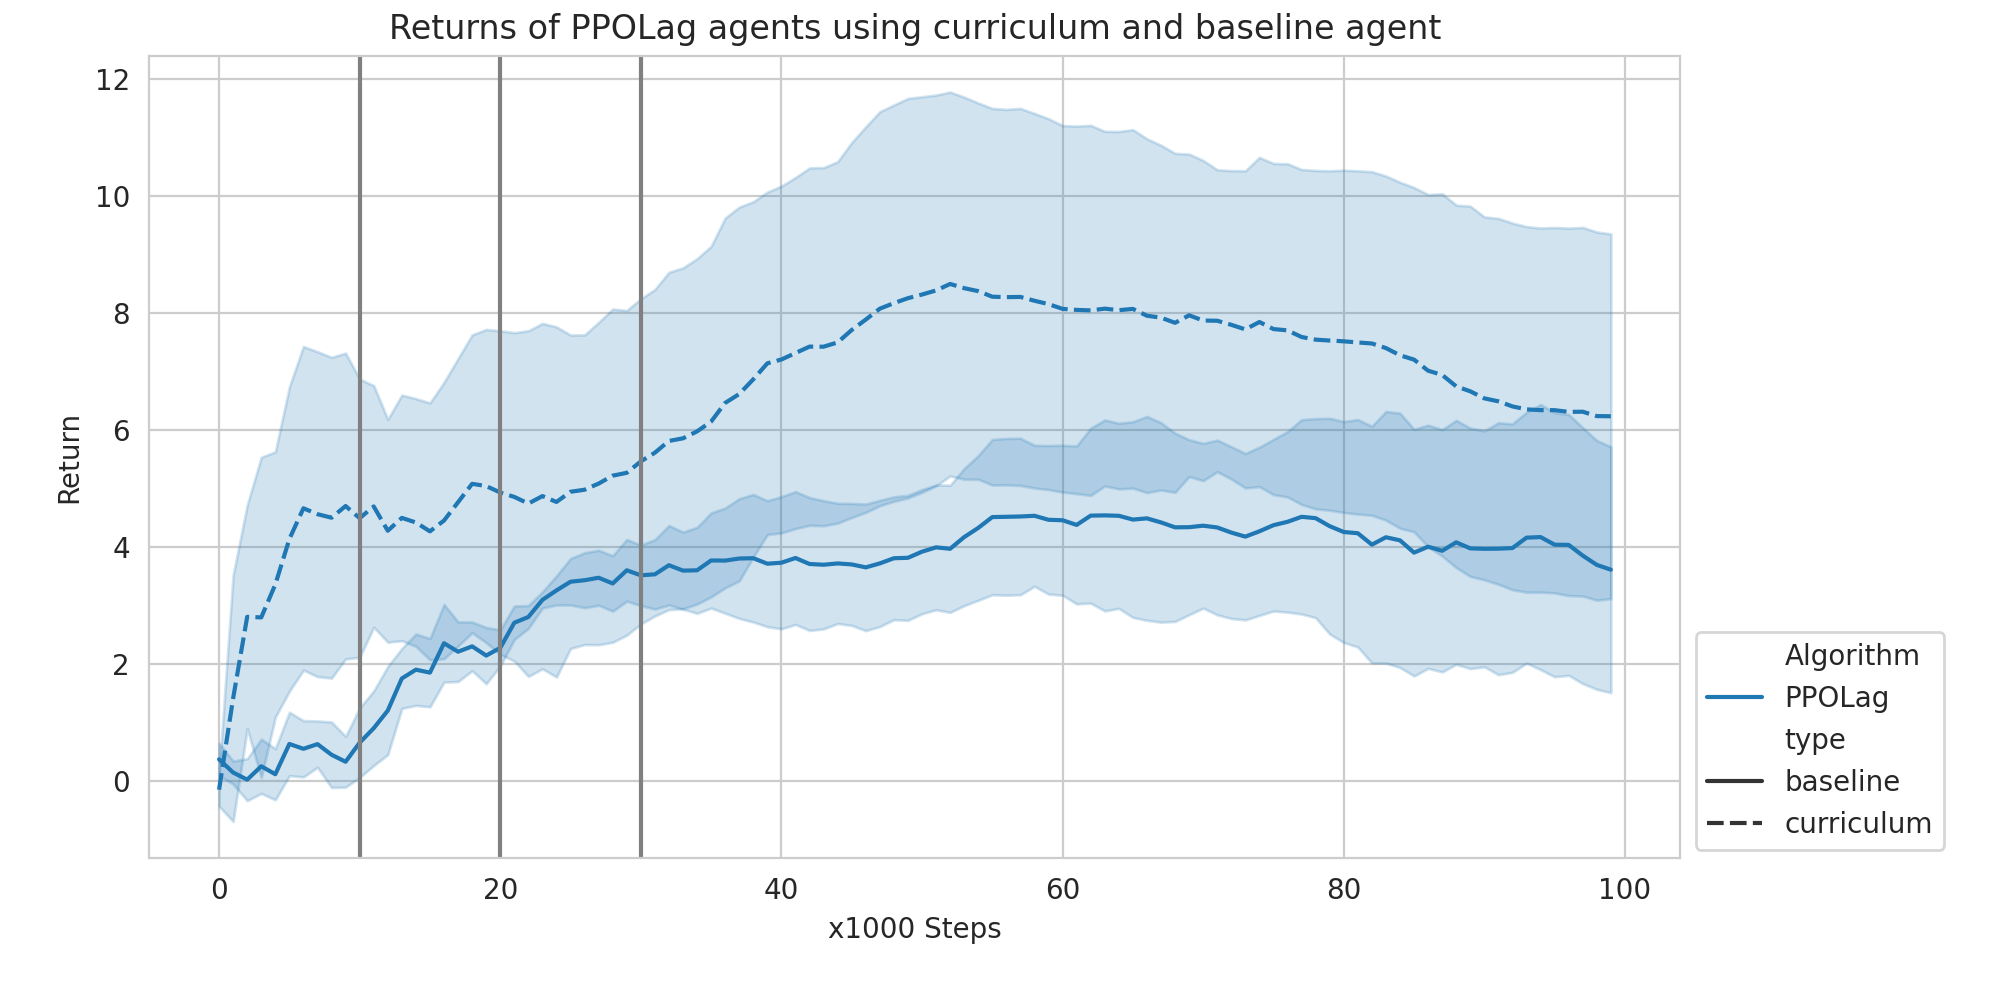 Returns of PPOLag agents using curriculum and baseline agent
12
10
8
6
4
2
0
Return
0 20 40 60 80 100
x1000 Steps
Algorithm
PPOLag
type
baseline
curriculum